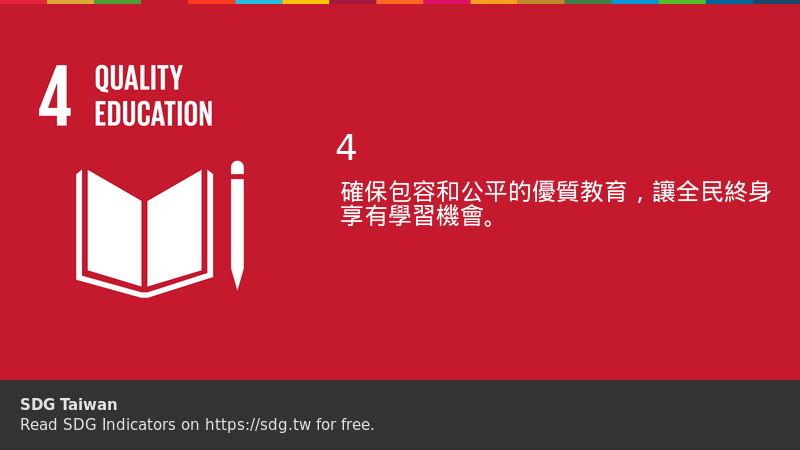 4 QUALITY
EDUCATION
4
確保包容和公平的優質教育，讓全民終身
享有學習機會。
SDG Taiwan
Read SDG Indicators on https://sdg.tw for free.